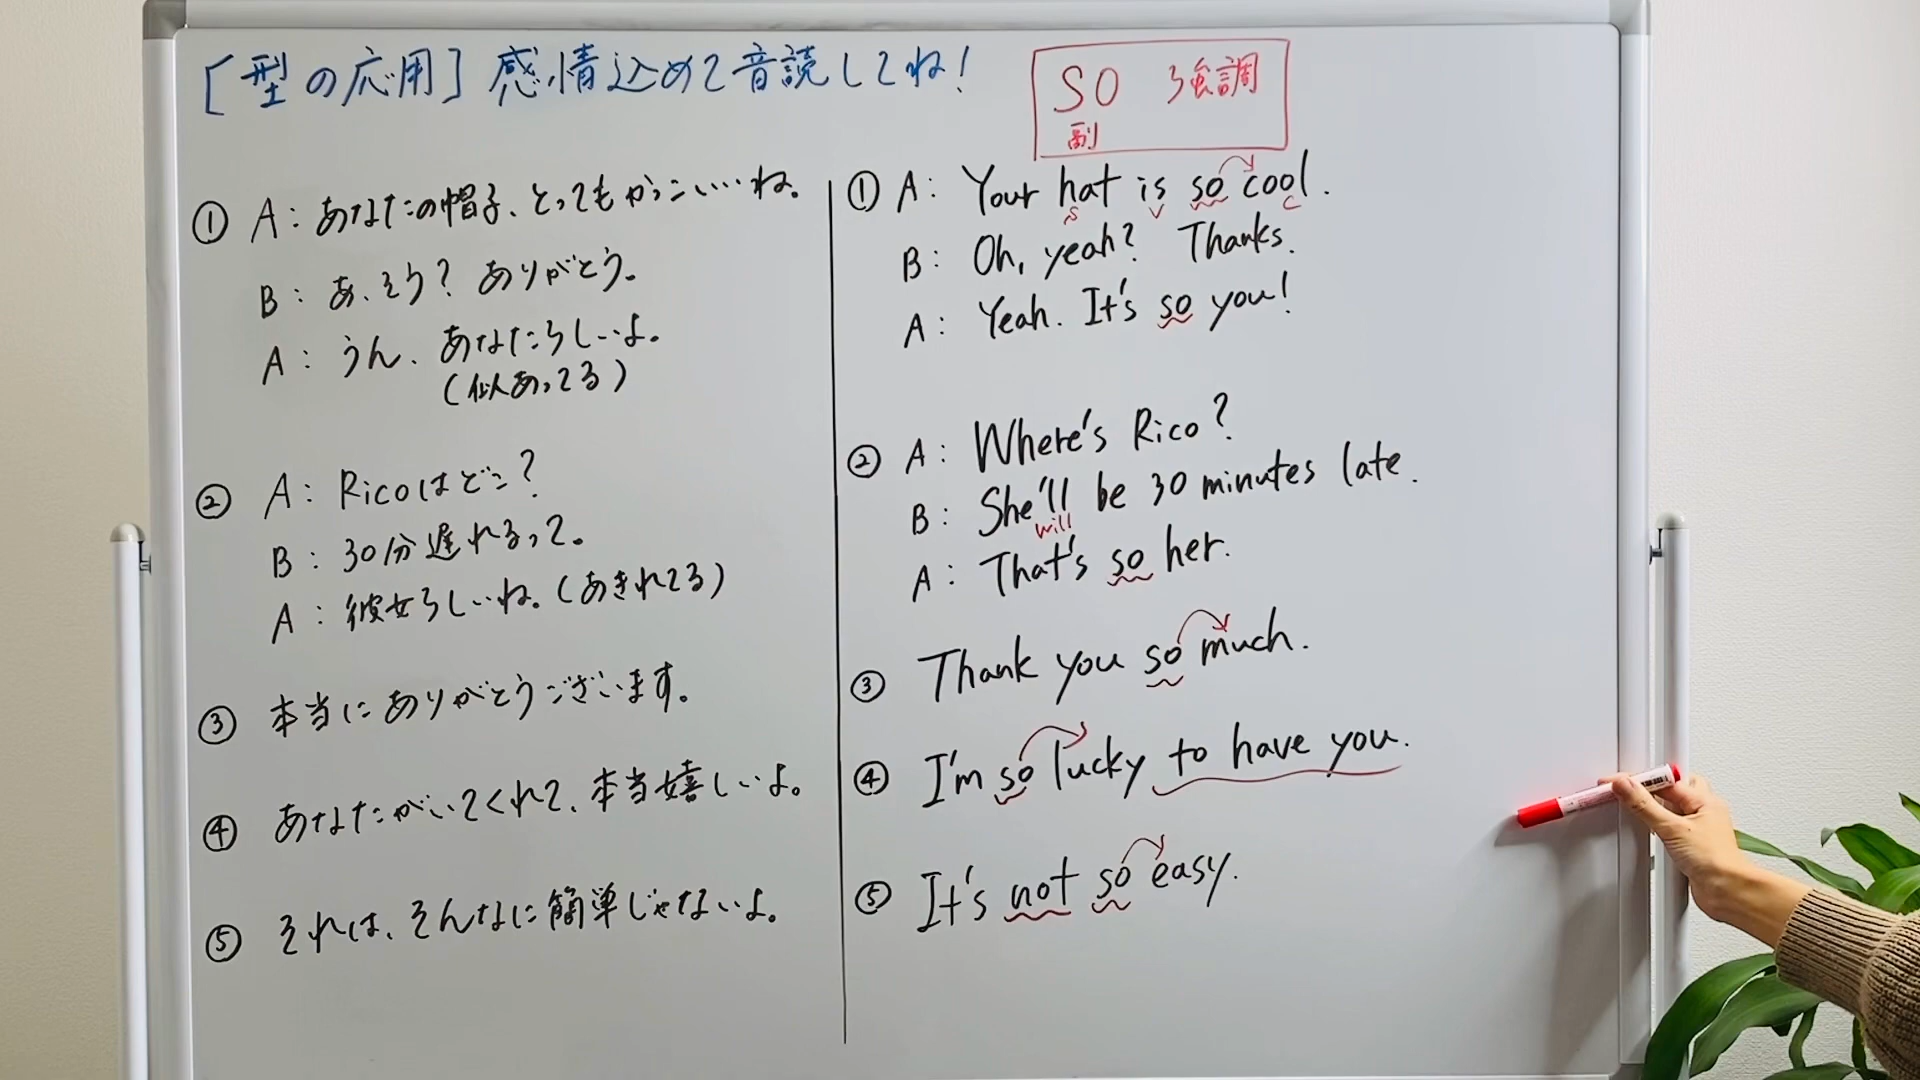 ［型の応用］感情込めて音読してね！
SO 強調
副
① A：あなたの帽子、とってもかっこいい…ね。
B：あ、そう？ ありがとう。
A：うん、あなたらしいよ。
（似あってる）
② A：Ricoはどこ？
B：30分遅れるって。
A：彼女らしいね。（あきれてる）
③ 本当にありがとうございます。
④ あなたがいてくれて、本当嬉しいよ。
⑤ それは、そんなに簡単じゃないよ。
① A: Your hat is so cool.
S V C
B: Oh, yeah? Thanks.
A: Yeah. It's so you!
② A: Where's Rico?
B: She'll be 30 minutes late.
will
A: That's so her.
③ Thank you so much.
④ I'm so lucky to have you.
⑤ It's not so easy.